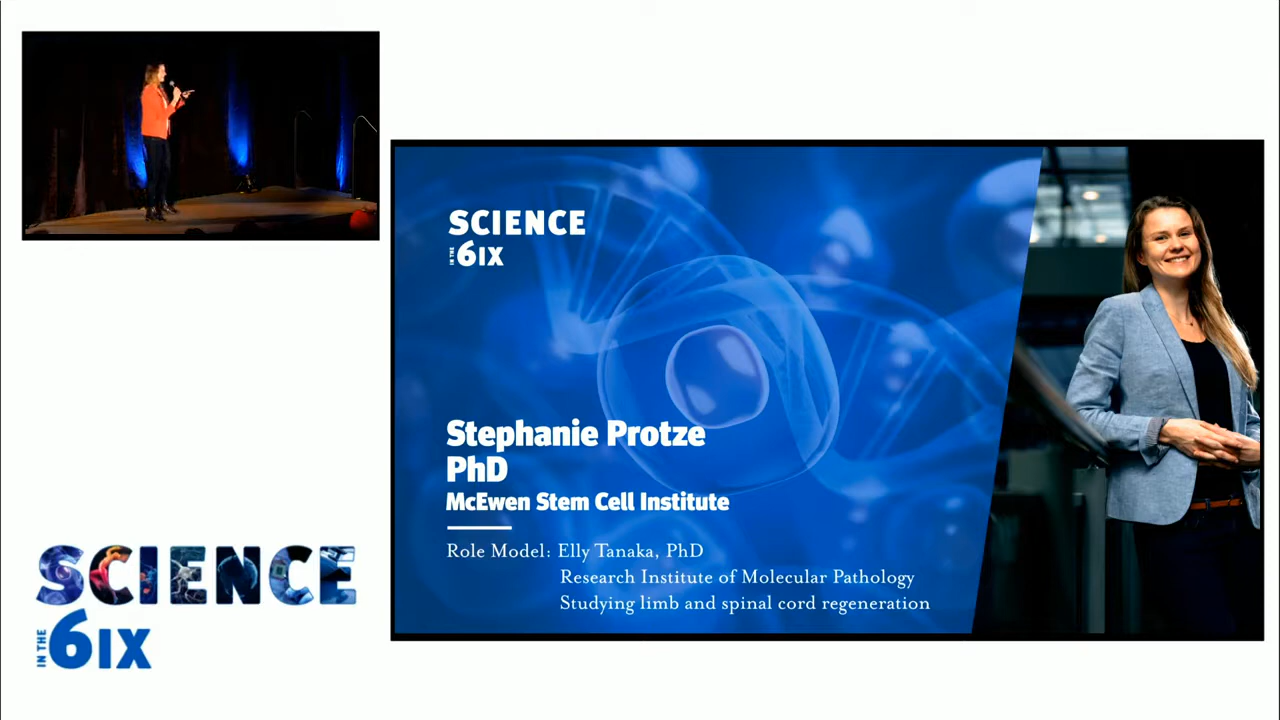 SCIENCE
IN THE 6IX
Stephanie Protze
PhD
McEwen Stem Cell Institute
Role Model: Elly Tanaka, PhD
Research Institute of Molecular Pathology
Studying limb and spinal cord regeneration
SCIENCE
IN THE 6IX